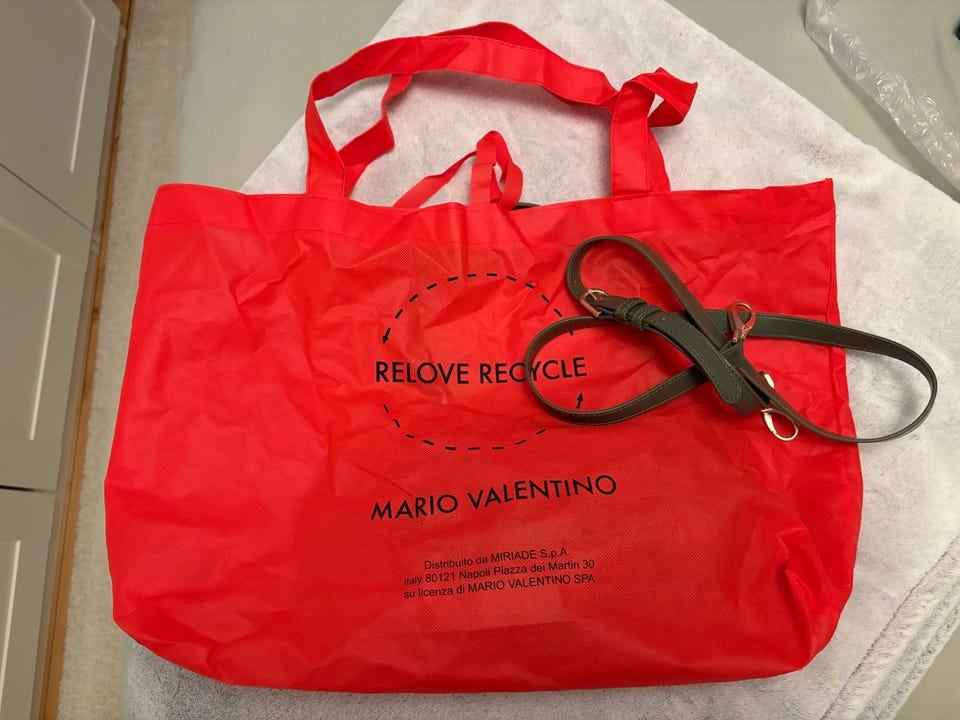 RELOVE RECYCLE
MARIO VALENTINO
Distribuito da MIRIADE S.p.A.
Italy 80121 Napoli Piazza dei Martiri 30
su licenza di MARIO VALENTINO SPA